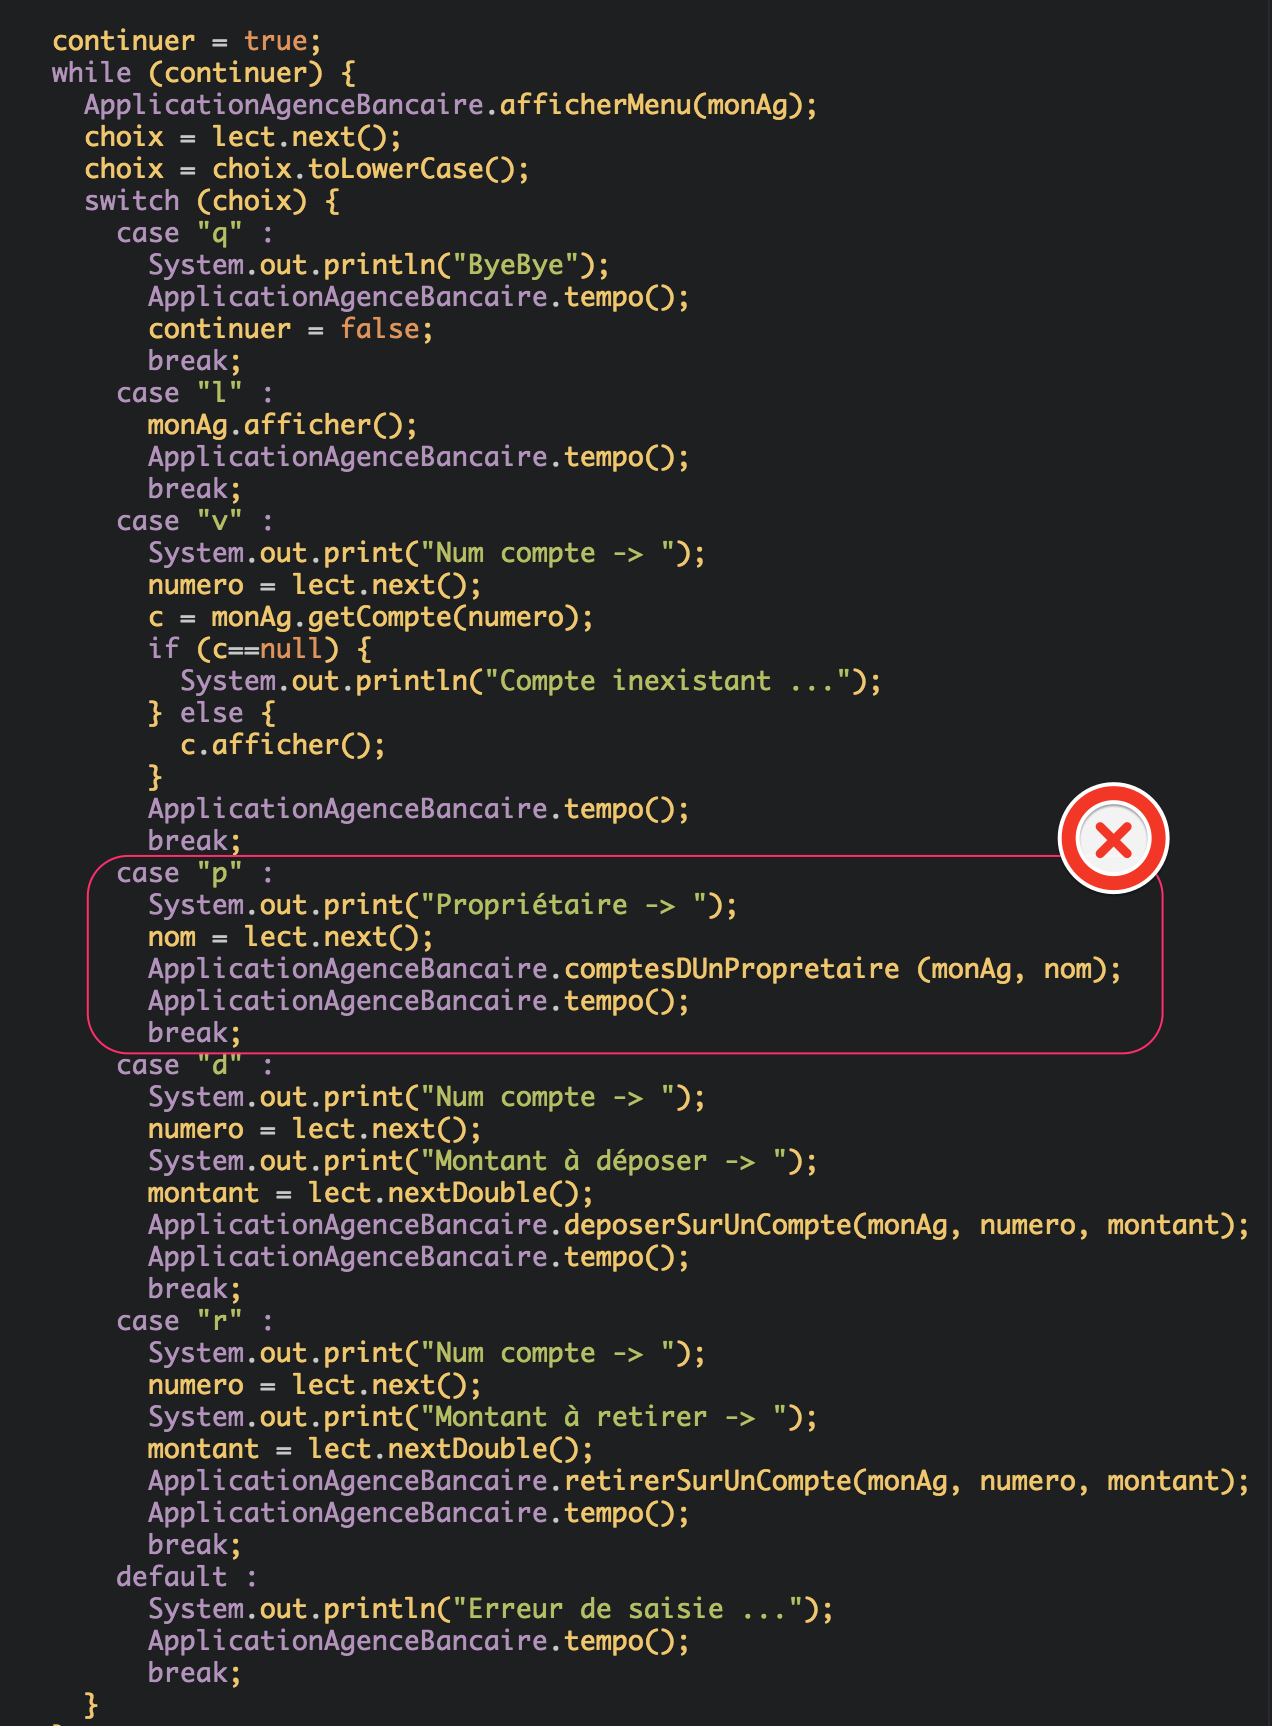 continuer = true;
while (continuer) {
ApplicationAgenceBancaire.afficherMenu(monAg);
choix = lect.next();
choix = choix.toLowerCase();
switch (choix) {
case "q" :
System.out.println("ByeBye");
ApplicationAgenceBancaire.tempo();
continuer = false;
break;
case "l" :
monAg.afficher();
ApplicationAgenceBancaire.tempo();
break;
case "v" :
System.out.print("Num compte -> ");
numero = lect.next();
c = monAg.getCompte(numero);
if (c==null) {
System.out.println("Compte inexistant ...");
} else {
c.afficher();
}
ApplicationAgenceBancaire.tempo();
break;
case "p" :
System.out.print("Propriétaire -> ");
nom = lect.next();
ApplicationAgenceBancaire.comptesDUnPropretaire (monAg, nom);
ApplicationAgenceBancaire.tempo();
break;
case "d" :
System.out.print("Num compte -> ");
numero = lect.next();
System.out.print("Montant à déposer -> ");
montant = lect.nextDouble();
ApplicationAgenceBancaire.deposerSurUnCompte(monAg, numero, montant);
ApplicationAgenceBancaire.tempo();
break;
case "r" :
System.out.print("Num compte -> ");
numero = lect.next();
System.out.print("Montant à retirer -> ");
montant = lect.nextDouble();
ApplicationAgenceBancaire.retirerSurUnCompte(monAg, numero, montant);
ApplicationAgenceBancaire.tempo();
break;
default :
System.out.println("Erreur de saisie ...");
ApplicationAgenceBancaire.tempo();
break;
}